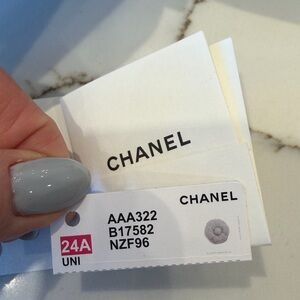 CHANEL
CHANEL
AAA322
B17582
24A NZF96
UNI